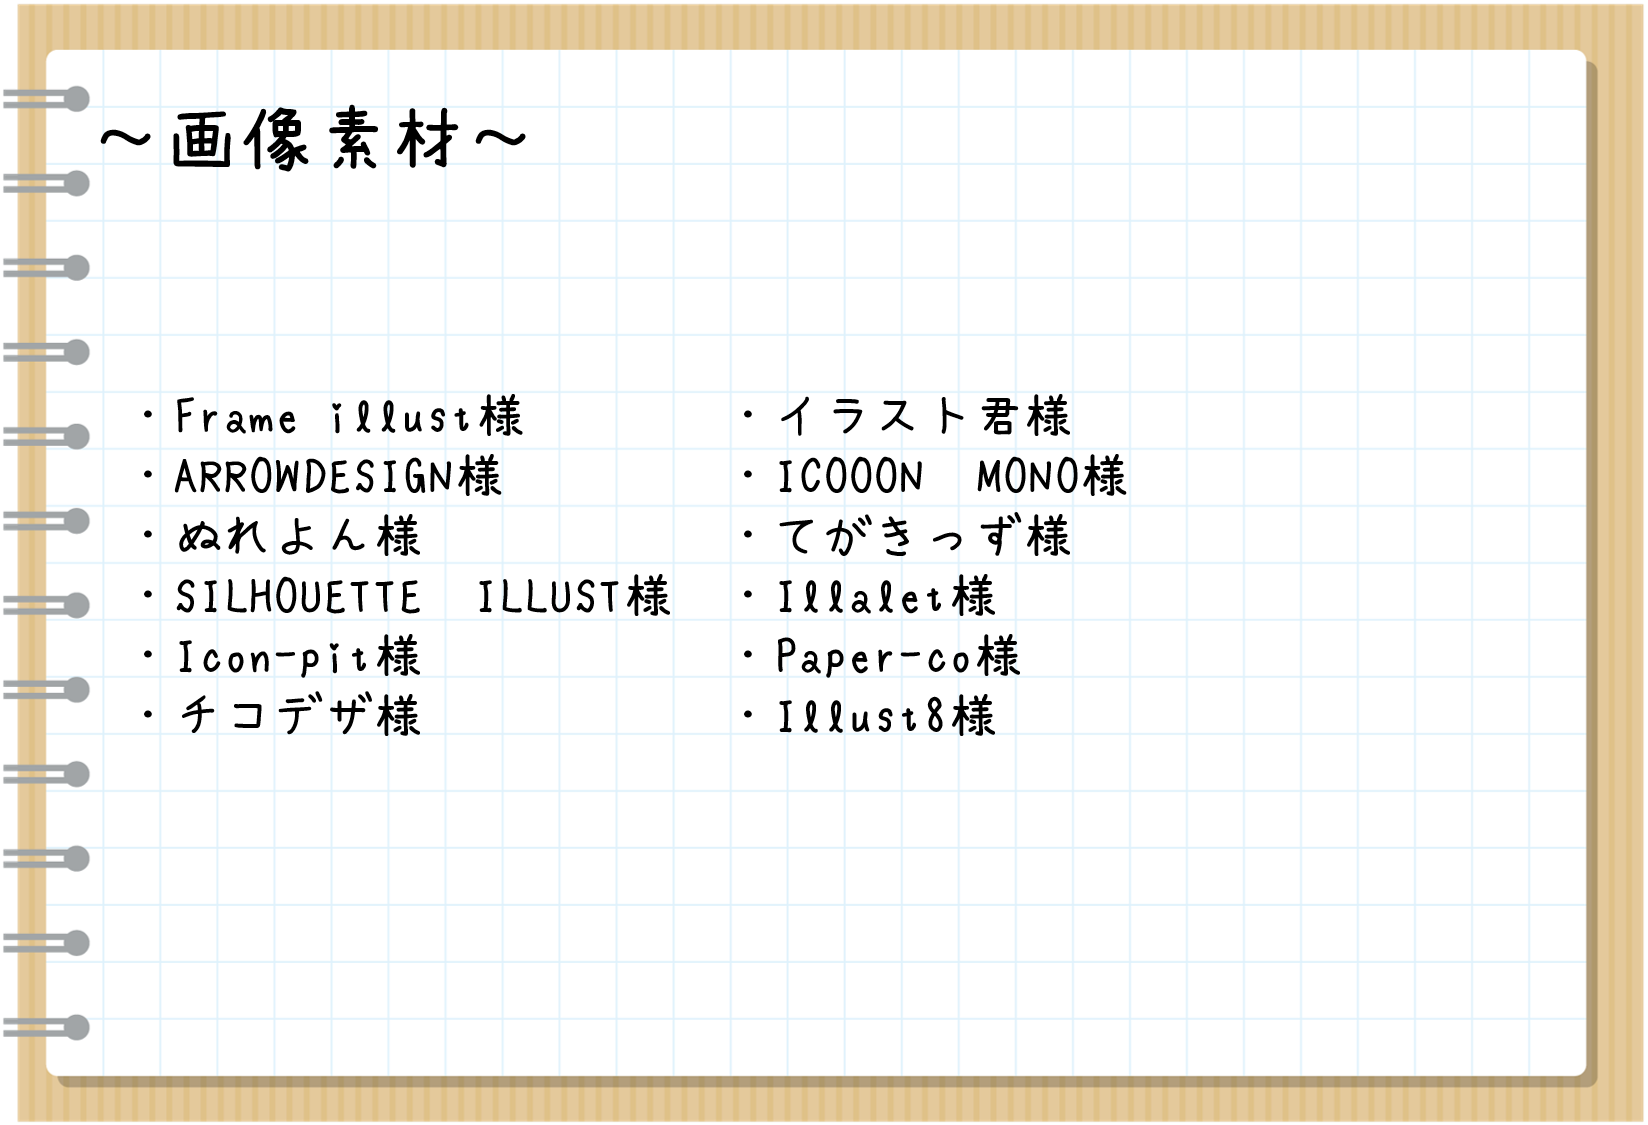 ～画像素材～
・Frame illust様
・ARROWDESIGN様
・ぬれよん様
・SILHOUETTE　ILLUST様
・Icon-pit様
・チコデザ様
・イラスト君様
・ICOOON　MONO様
・てがきっず様
・Illalet様
・Paper-co様
・Illust8様